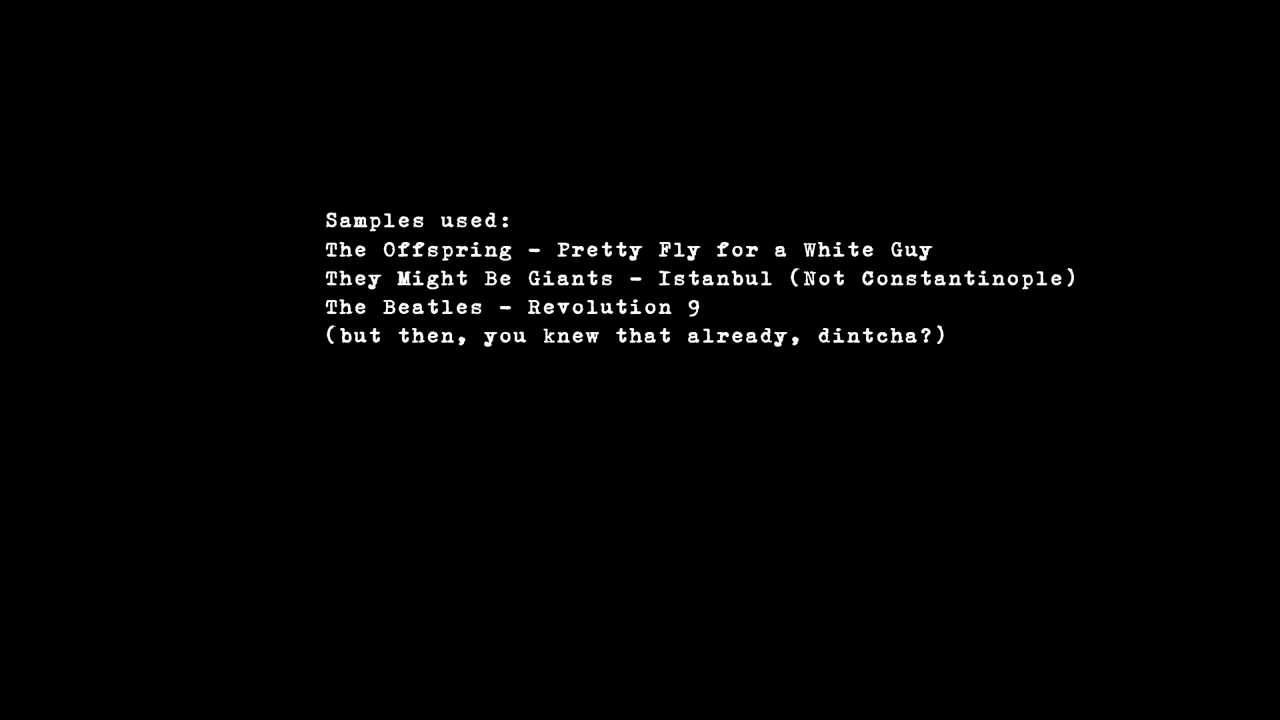 Samples used:
The Offspring - Pretty Fly for a White Guy
They Might Be Giants - Istanbul (Not Constantinople)
The Beatles - Revolution 9
(but then, you knew that already, dintcha?)